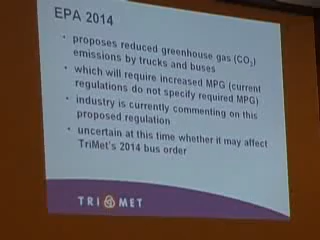 EPA 2014
• proposes reduced greenhouse gas (CO₂)
emissions by trucks and buses
• which will require increased MPG (current
regulations do not specify required MPG)
• industry is currently commenting on this
proposed regulation
• uncertain at this time whether it may affect
TriMet's 2014 bus order
TRI MET